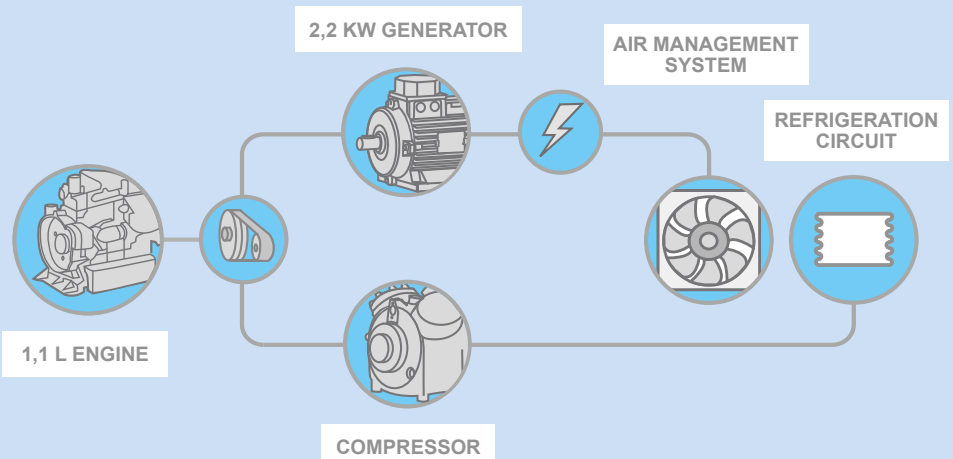 2,2 KW GENERATOR
AIR MANAGEMENT
SYSTEM
REFRIGERATION
CIRCUIT
1,1 L ENGINE
COMPRESSOR